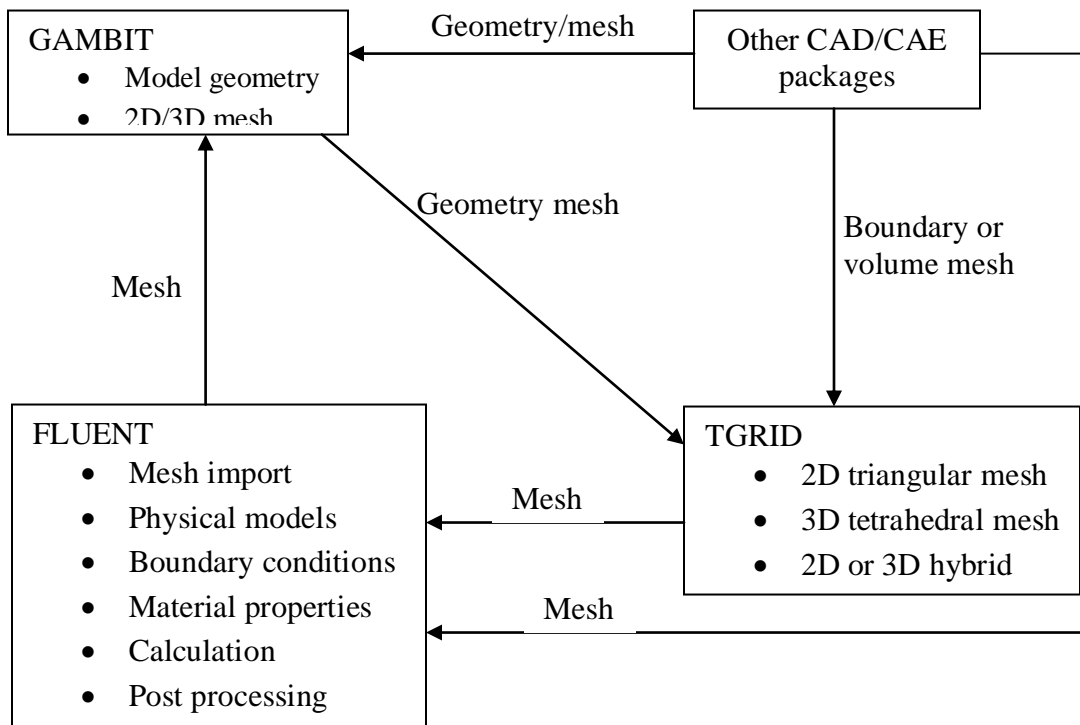 GAMBIT
• Model geometry
• 2D/3D mesh
Geometry/mesh
Other CAD/CAE
packages
Geometry mesh
Boundary or
volume mesh
Mesh
FLUENT
• Mesh import
• Physical models
• Boundary conditions
• Material properties
• Calculation
• Post processing
Mesh
TGRID
• 2D triangular mesh
• 3D tetrahedral mesh
• 2D or 3D hybrid
Mesh